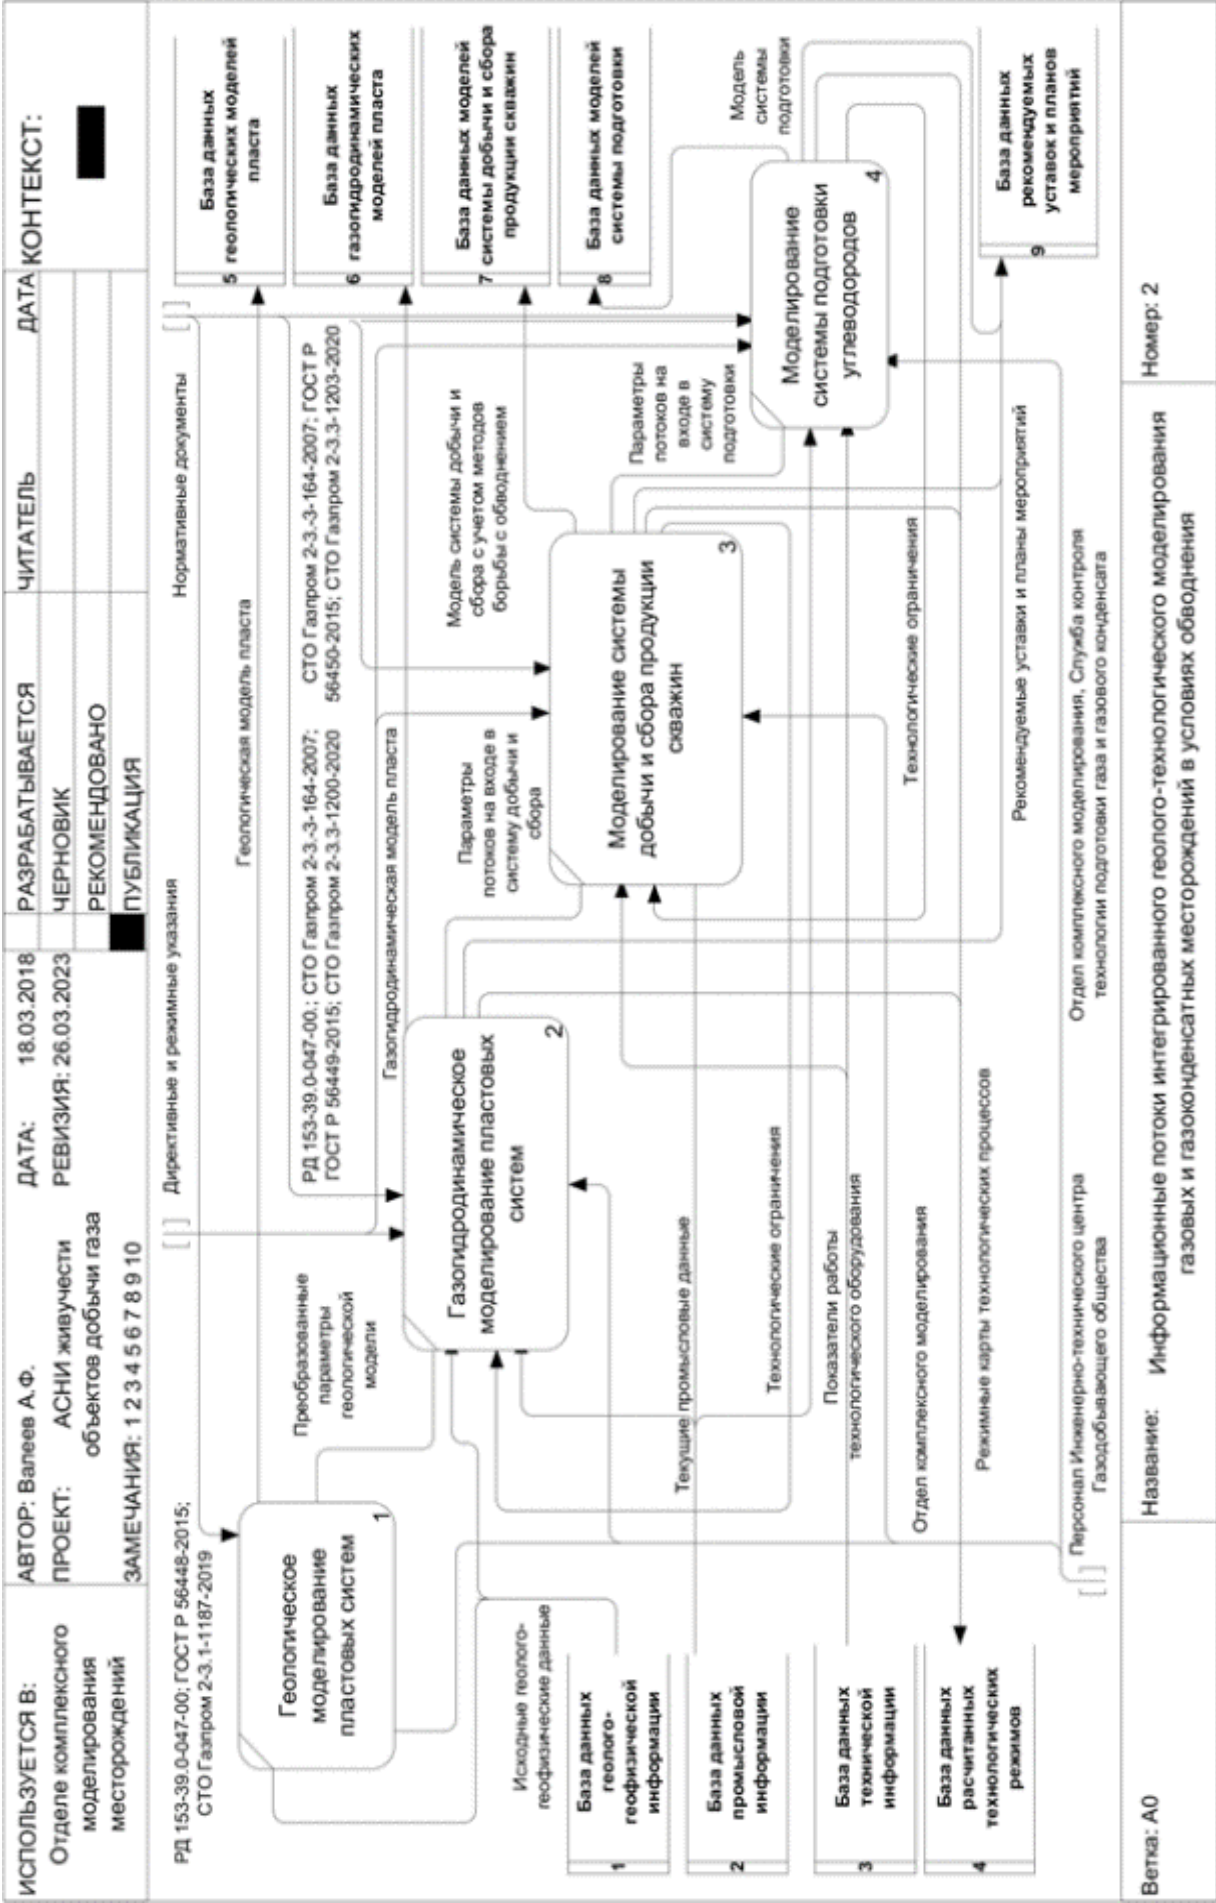 ИСПОЛЬЗУЕТСЯ В:
Отделе комплексного
моделирования
месторождений
АВТОР: Валеев А.Ф.
ПРОЕКТ: АСНИ живучести
объектов добычи газа
ЗАМЕЧАНИЯ: 1 2 3 4 5 6 7 8 9 10
ДАТА: 18.03.2018
РЕВИЗИЯ: 26.03.2023
РАЗРАБАТЫВАЕТСЯ
ЧЕРНОВИК
РЕКОМЕНДОВАНО
ПУБЛИКАЦИЯ
ЧИТАТЕЛЬ
ДАТА
КОНТЕКСТ:
РД 153-39.0-047-00; ГОСТ Р 56448-2015;
СТО Газпром 2-3.1-1187-2019
Директивные и режимные указания
Нормативные документы
Геологическая модель пласта
РД 153-39.0-047-00.; СТО Газпром 2-3.-3-164-2007;
ГОСТ Р 56449-2015; СТО Газпром 2-3.3-1200-2020
СТО Газпром 2-3.-3-164-2007; ГОСТ Р
56450-2015; СТО Газпром 2-3.3-1203-2020
Газогидродинамическая модель пласта
База данных
геологических моделей
пласта
5
База данных
газогидродинамических
моделей пласта
6
База данных моделей
системы добычи и сбора
продукции скважин
7
База данных моделей
системы подготовки
8
Геологическое
моделирование
пластовых систем
1
Преобразованные
параметры
геологической
модели
Газогидродинамическое
моделирование пластовых
систем
2
Параметры
потоков на входе в
систему добычи и
сбора
Модель системы добычи и
сбора с учетом методов
борьбы с обводнением
Моделирование системы
добычи и сбора продукции
скважин
3
Параметры
потоков на
входе в
систему
подготовки
Модель
системы
подготовки
Моделирование
системы подготовки
углеводородов
4
Исходные геолого-
геофизические данные
База данных
геолого-
геофизической
информации
1
База данных
промысловой
информации
2
База данных
технической
информации
3
База данных
расчитанных
технологических
режимов
4
Текущие промысловые данные
Технологические ограничения
Показатели работы
технологического оборудования
Отдел комплексного моделирования
Режимные карты технологических процессов
Технологические ограничения
Рекомендуемые уставки и планы мероприятий
База данных
рекомендуемых
уставок и планов
мероприятий
9
Персонал Инженерно-технического центра
Газодобывающего общества
Отдел комплексного моделирования, Служба контроля
технологии подготовки газа и газового конденсата
Ветка: А0
Название: Информационные потоки интегрированного геолого-технологического моделирования
газовых и газоконденсатных месторождений в условиях обводнения
Номер: 2